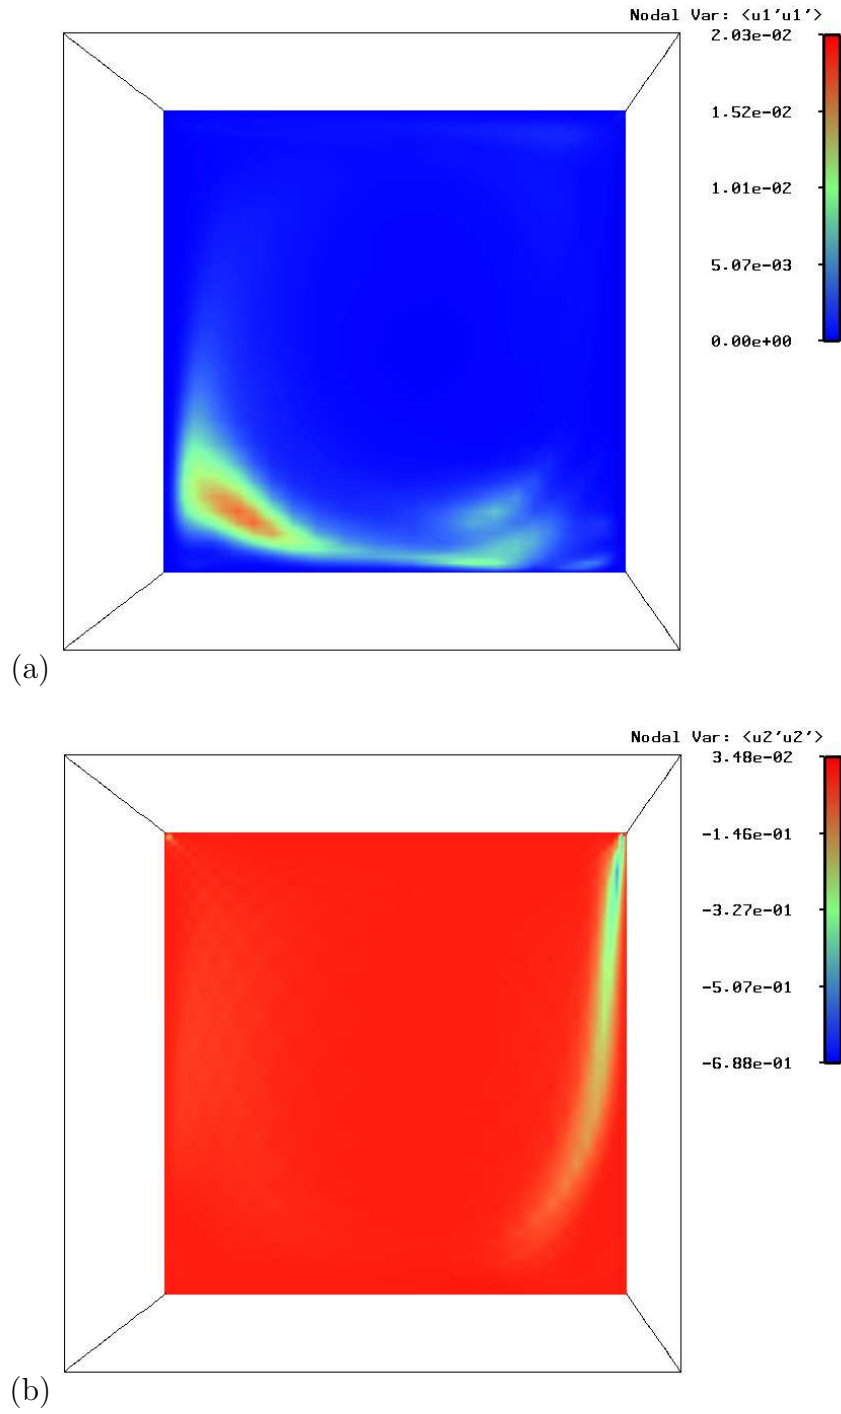 Nodal Var: <u1'u1'>
2.03e-02
1.52e-02
1.01e-02
5.07e-03
0.00e+00
(a)
Nodal Var: <u2'u2'>
3.48e-02
-1.46e-01
-3.27e-01
-5.07e-01
-6.88e-01
(b)